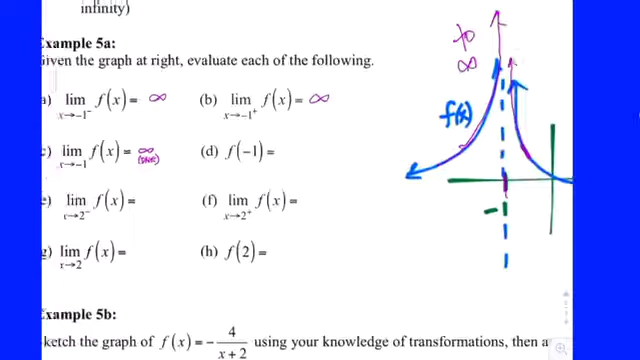 infinity)
Example 5a:
Given the graph at right, evaluate each of the following.
a) lim x→-1⁻ f(x) = ∞ (b) lim x→-1⁺ f(x) = ∞
c) lim x→-1 f(x) = ∞ (DNE) (d) f(-1) =
e) lim x→2⁻ f(x) = (f) lim x→2⁺ f(x) =
g) lim x→2 f(x) = (h) f(2) =
to ∞
f(x)
-1
Example 5b:
Sketch the graph of f(x) = - 4/(x+2) using your knowledge of transformations, then a